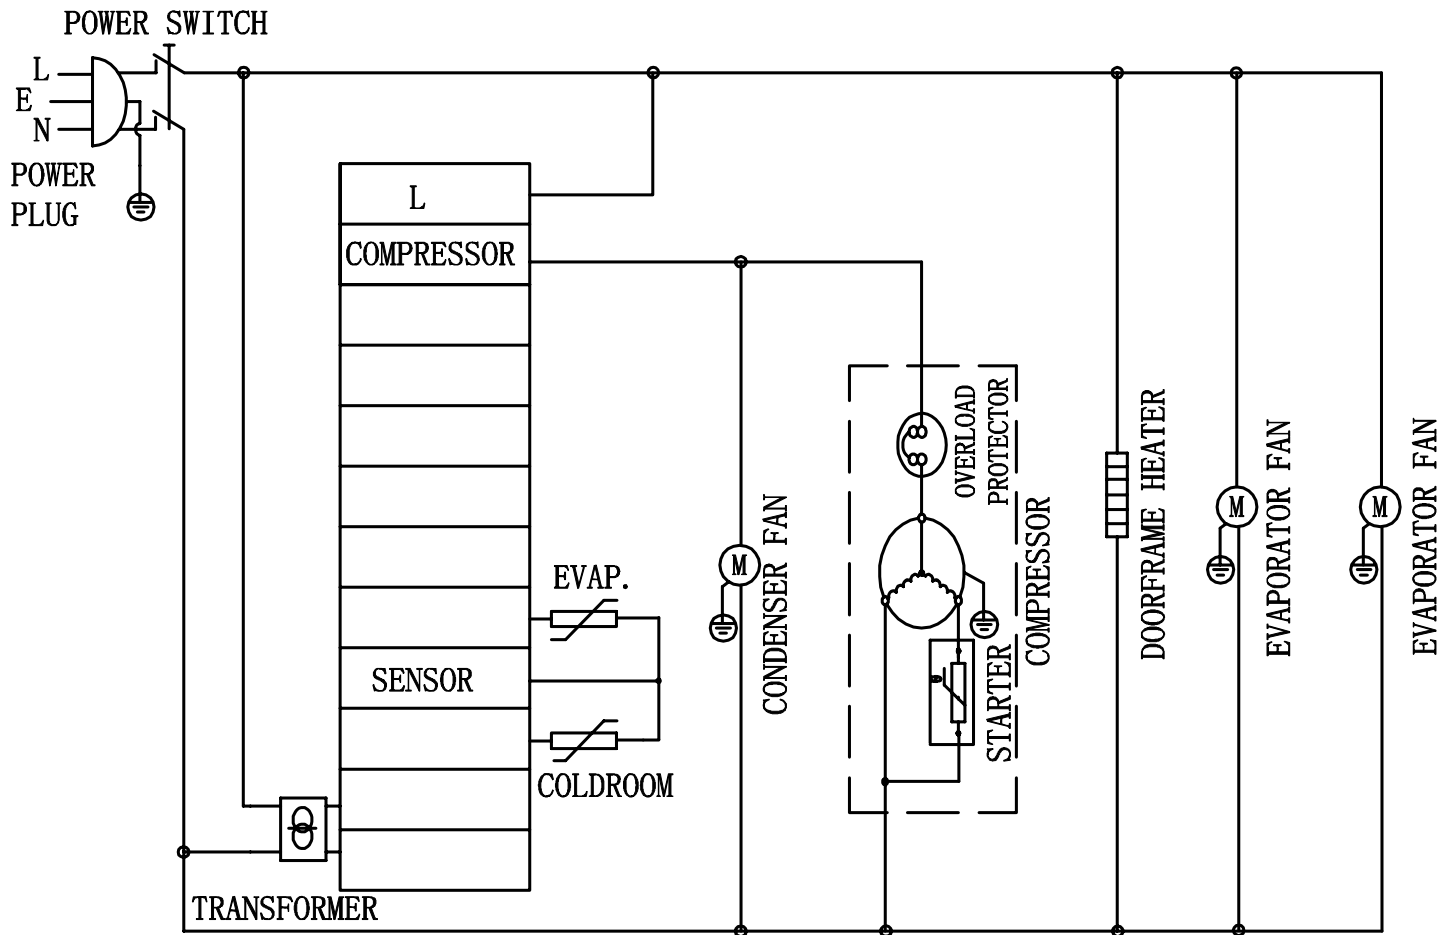 POWER SWITCH
L
E
N
POWER
PLUG
L
COMPRESSOR
EVAP.
SENSOR
COLDROOM
TRANSFORMER
M
CONDENSER FAN
OVERLOAD
PROTECTOR
COMPRESSOR
STARTER
DOORFRAME HEATER
M
EVAPORATOR FAN
M
EVAPORATOR FAN